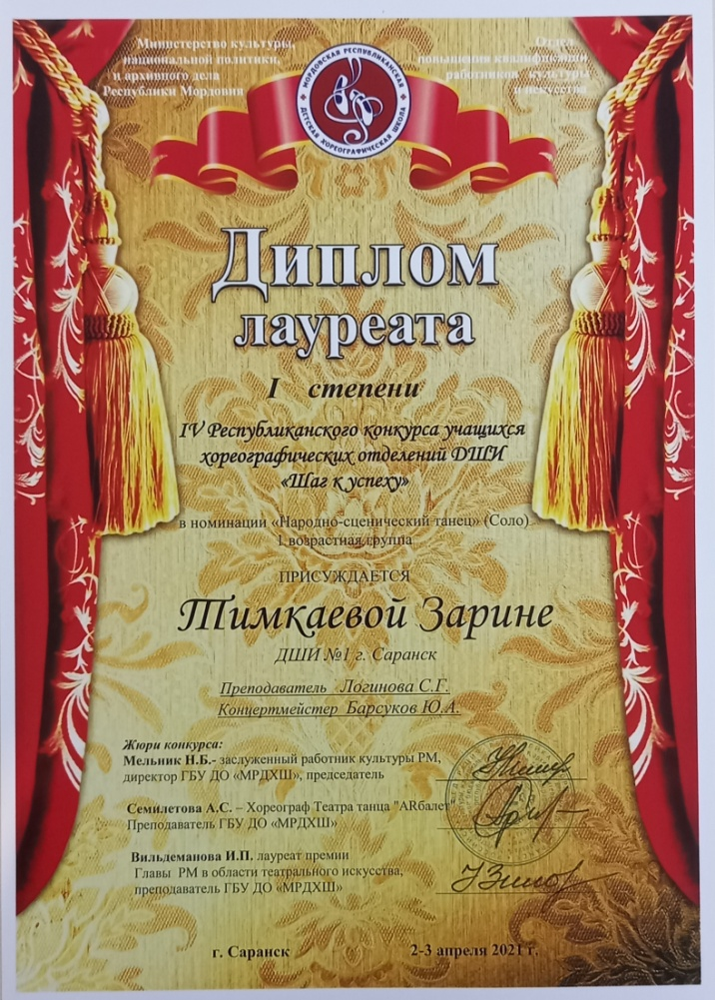 Министерство культуры,
национальной политики,
и архивного дела
Республики Мордовия
Отдел
повышения квалификации
работников культуры
и искусства
МОРДОВСКАЯ РЕСПУБЛИКАНСКАЯ
ДЕТСКАЯ ХОРЕОГРАФИЧЕСКАЯ ШКОЛА
Диплом
лауреата
I степени
IV Республиканского конкурса учащихся
хореографических отделений ДШИ
«Шаг к успеху»
в номинации «Народно-сценический танец» (Соло)
1 возрастная группа
ПРИСУЖДАЕТСЯ
Тимкаевой Зарине
ДШИ №1 г. Саранск
Преподаватель Логинова С.Г.
Концертмейстер Барсуков Ю.А.
Жюри конкурса:
Мельник Н.Б.- заслуженный работник культуры РМ,
директор ГБУ ДО «МРДХШ», председатель
Семилетова А.С. – Хореограф Театра танца "ARбалет"
Преподаватель ГБУ ДО «МРДХШ»
Вильдеманова И.П. лауреат премии
Главы РМ в области театрального искусства,
преподаватель ГБУ ДО «МРДХШ»
г. Саранск 2-3 апреля 2021 г.